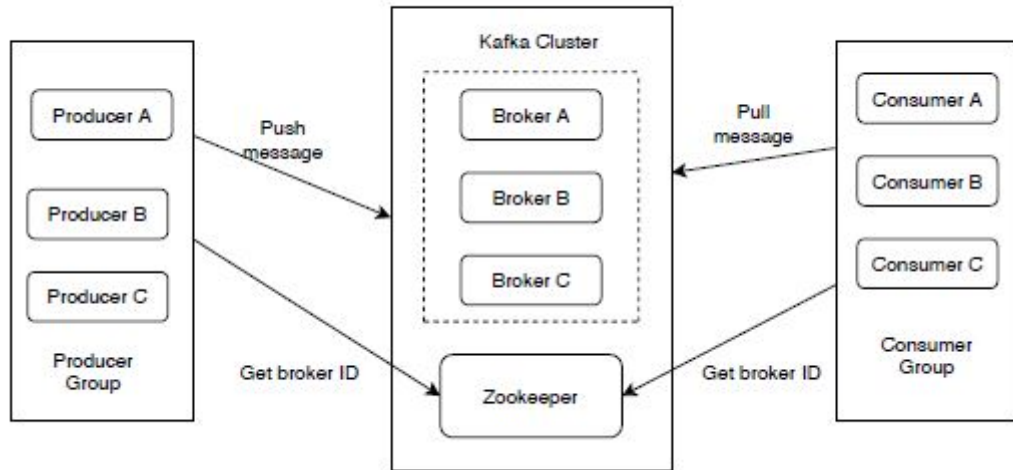 Producer A
Producer B
Producer C
Producer
Group
Push
message
Get broker ID
Kafka Cluster
Broker A
Broker B
Broker C
Zookeeper
Pull
message
Get broker ID
Consumer A
Consumer B
Consumer C
Consumer
Group